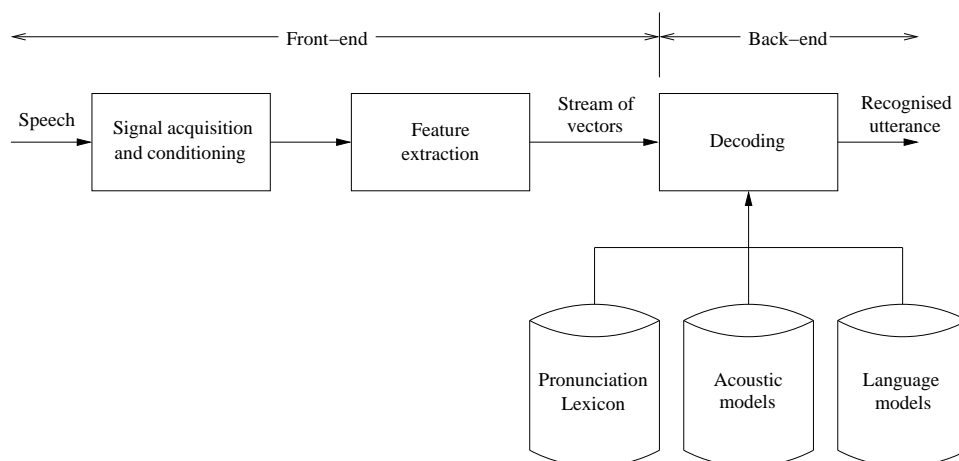 Front−end
Back−end
Speech
Signal acquisition
and conditioning
Feature
extraction
Stream of
vectors
Decoding
Recognised
utterance
Pronunciation
Lexicon
Acoustic
models
Language
models